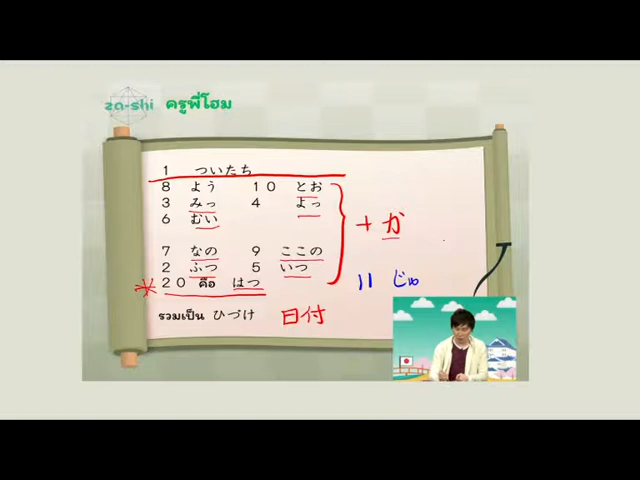 za-shi ครูพี่โฮม
1 ついたち
8 よう 10 とお
3 みっ 4 よっ
6 むい
+ か
7 なの 9 ここの
2 ふつ 5 いつ
* 20 คือ はつ
11 じゅ
รวมเป็น ひづけ 日付